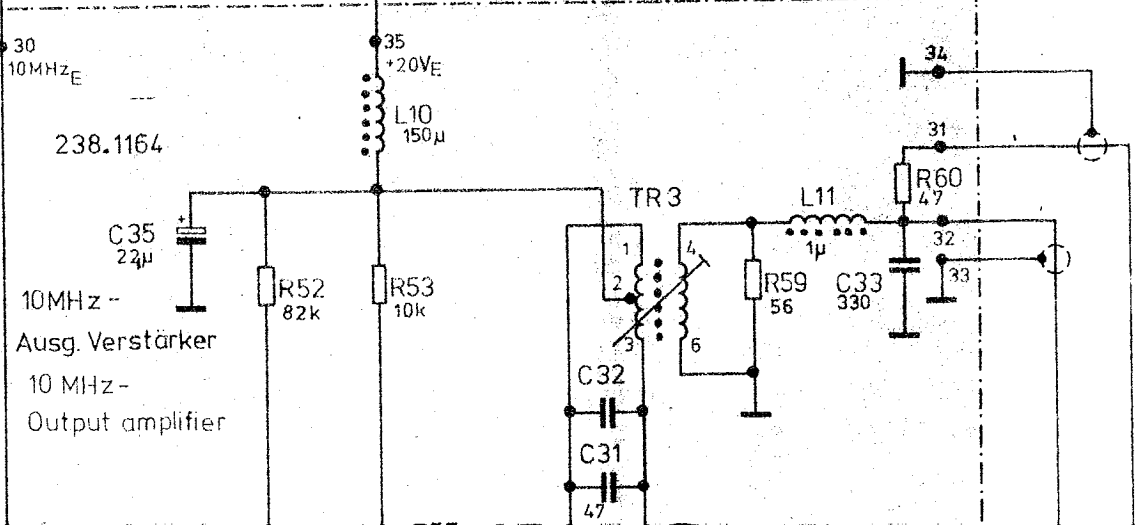 30
10MHzE
35
+20VE
L10
150µ
34
31
238.1164
R60
47
TR3
L11
1µ
32
33
C35
22µ
+
1
2
3
4
6
R52
82k
R53
10k
R59
56
C33
330
10MHz-
Ausg. Verstärker
10 MHz-
Output amplifier
C32
C31
47